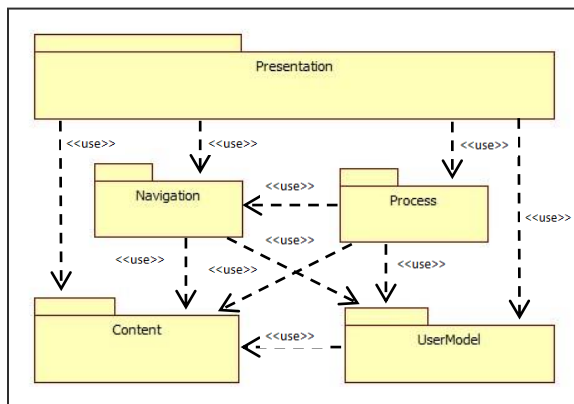 Presentation
<<use>>
<<use>>
<<use>>
<<use>>
Navigation
<<use>>
Process
<<use>>
<<use>>
<<use>>
<<use>>
Content
<<use>>
UserModel